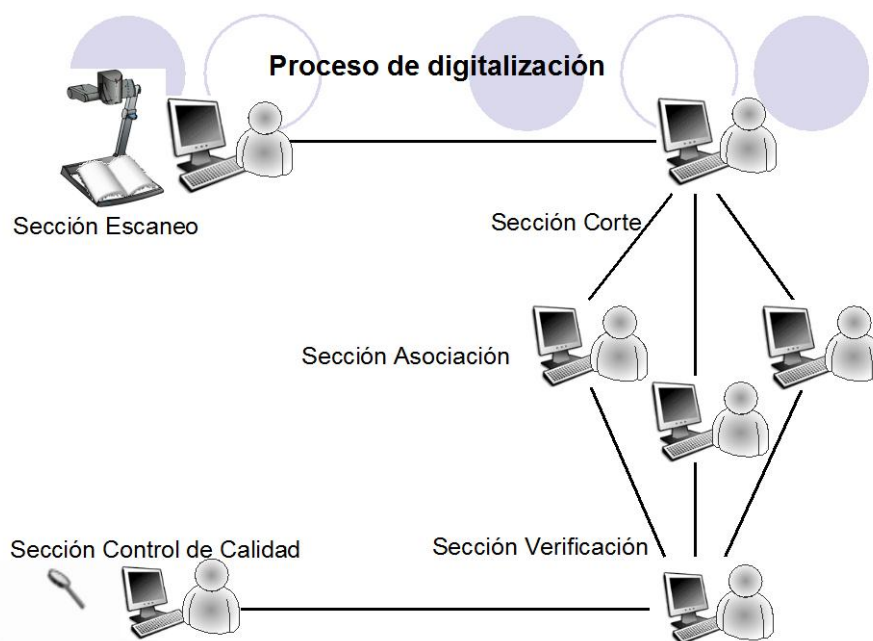 Proceso de digitalización
Sección Escaneo
Sección Corte
Sección Asociación
Sección Control de Calidad
Sección Verificación